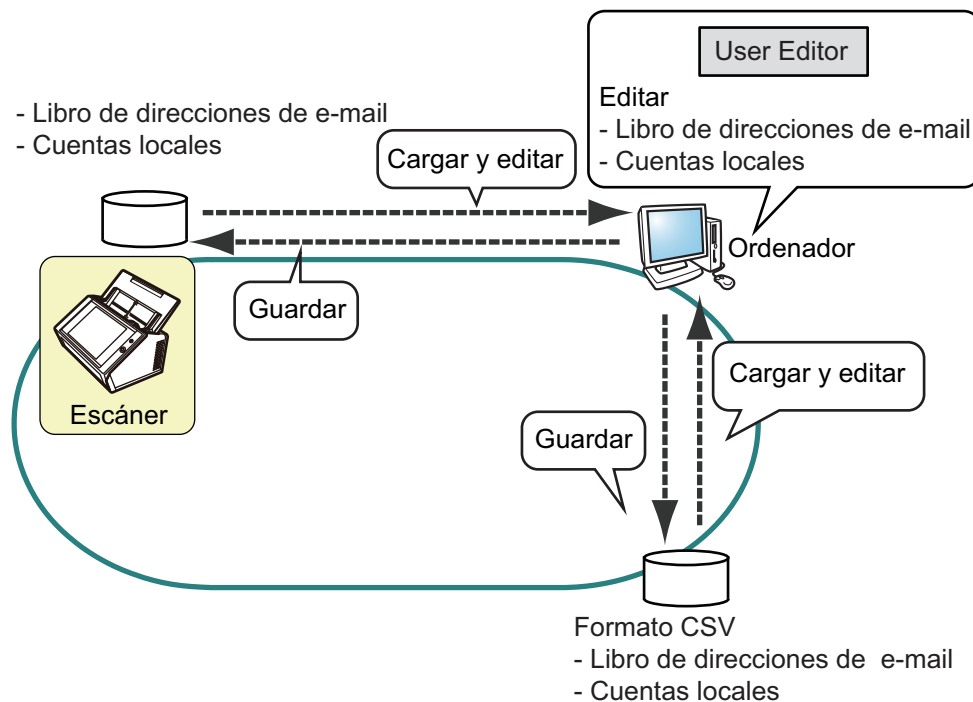 User Editor
Editar
- Libro de direcciones de e-mail
- Cuentas locales
- Libro de direcciones de e-mail
- Cuentas locales
Cargar y editar
Ordenador
Guardar
Escáner
Cargar y editar
Guardar
Formato CSV
- Libro de direcciones de e-mail
- Cuentas locales